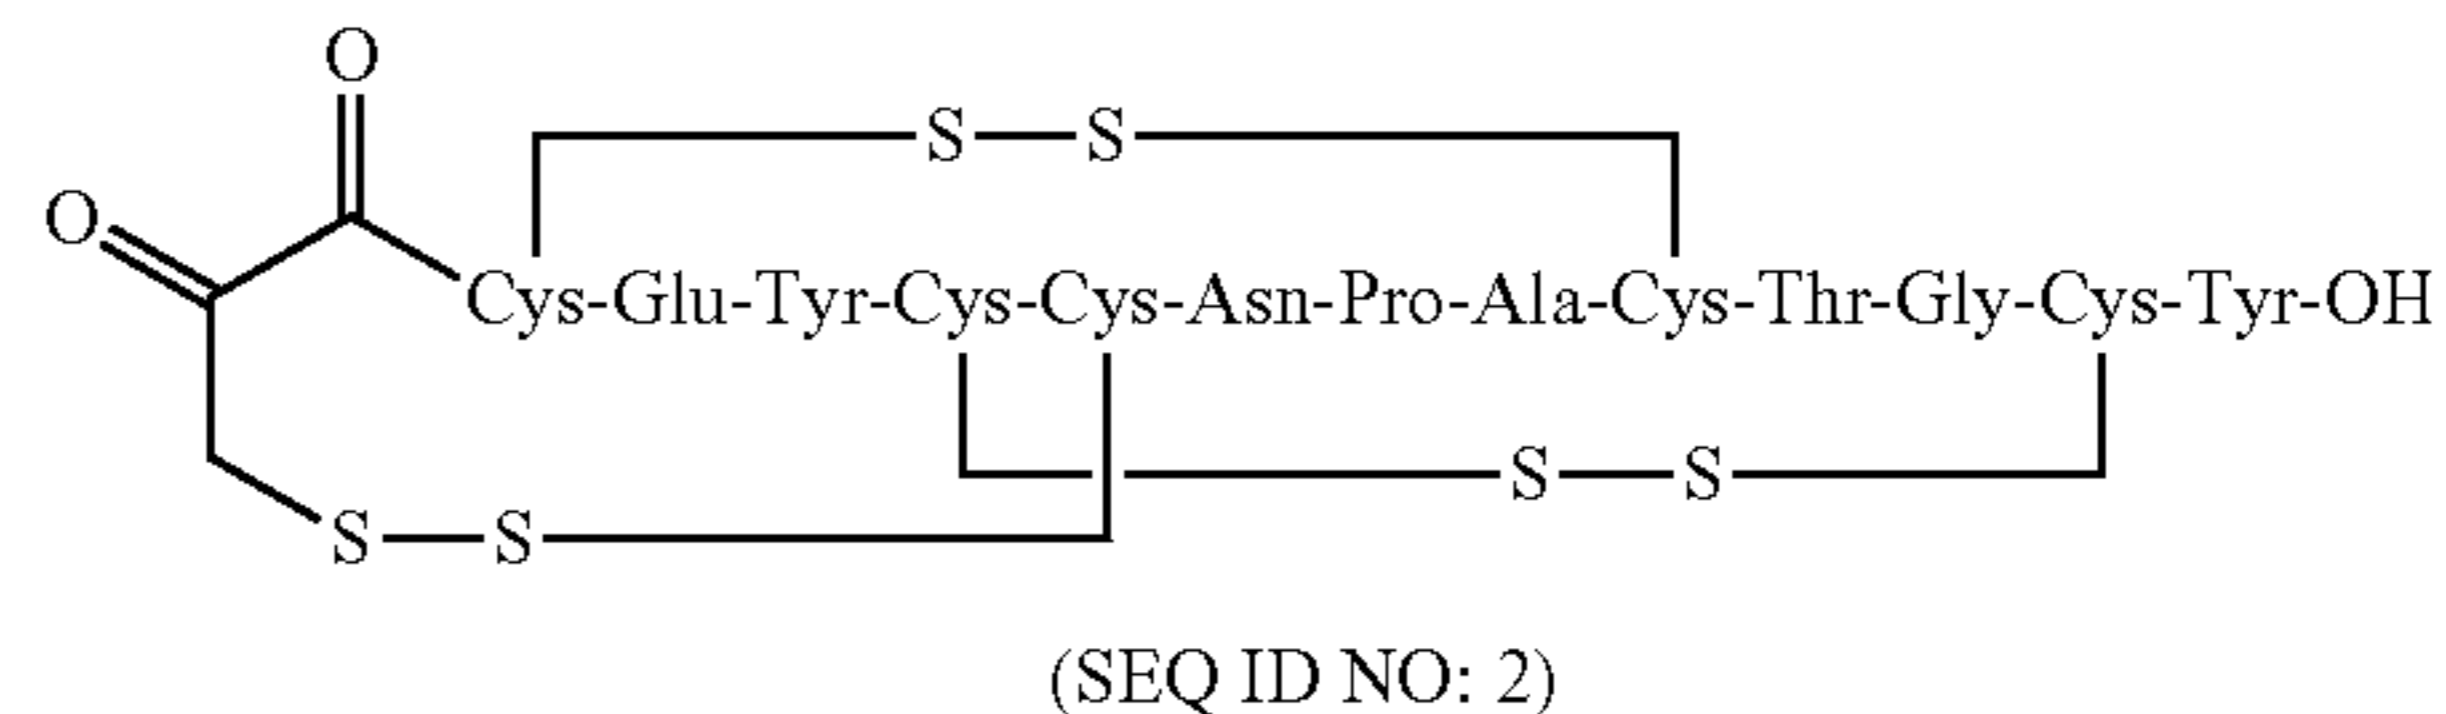 O
S—S
O
Cys-Glu-Tyr-Cys-Cys-Asn-Pro-Ala-Cys-Thr-Gly-Cys-Tyr-OH
S—S
S—S
(SEQ ID NO: 2)